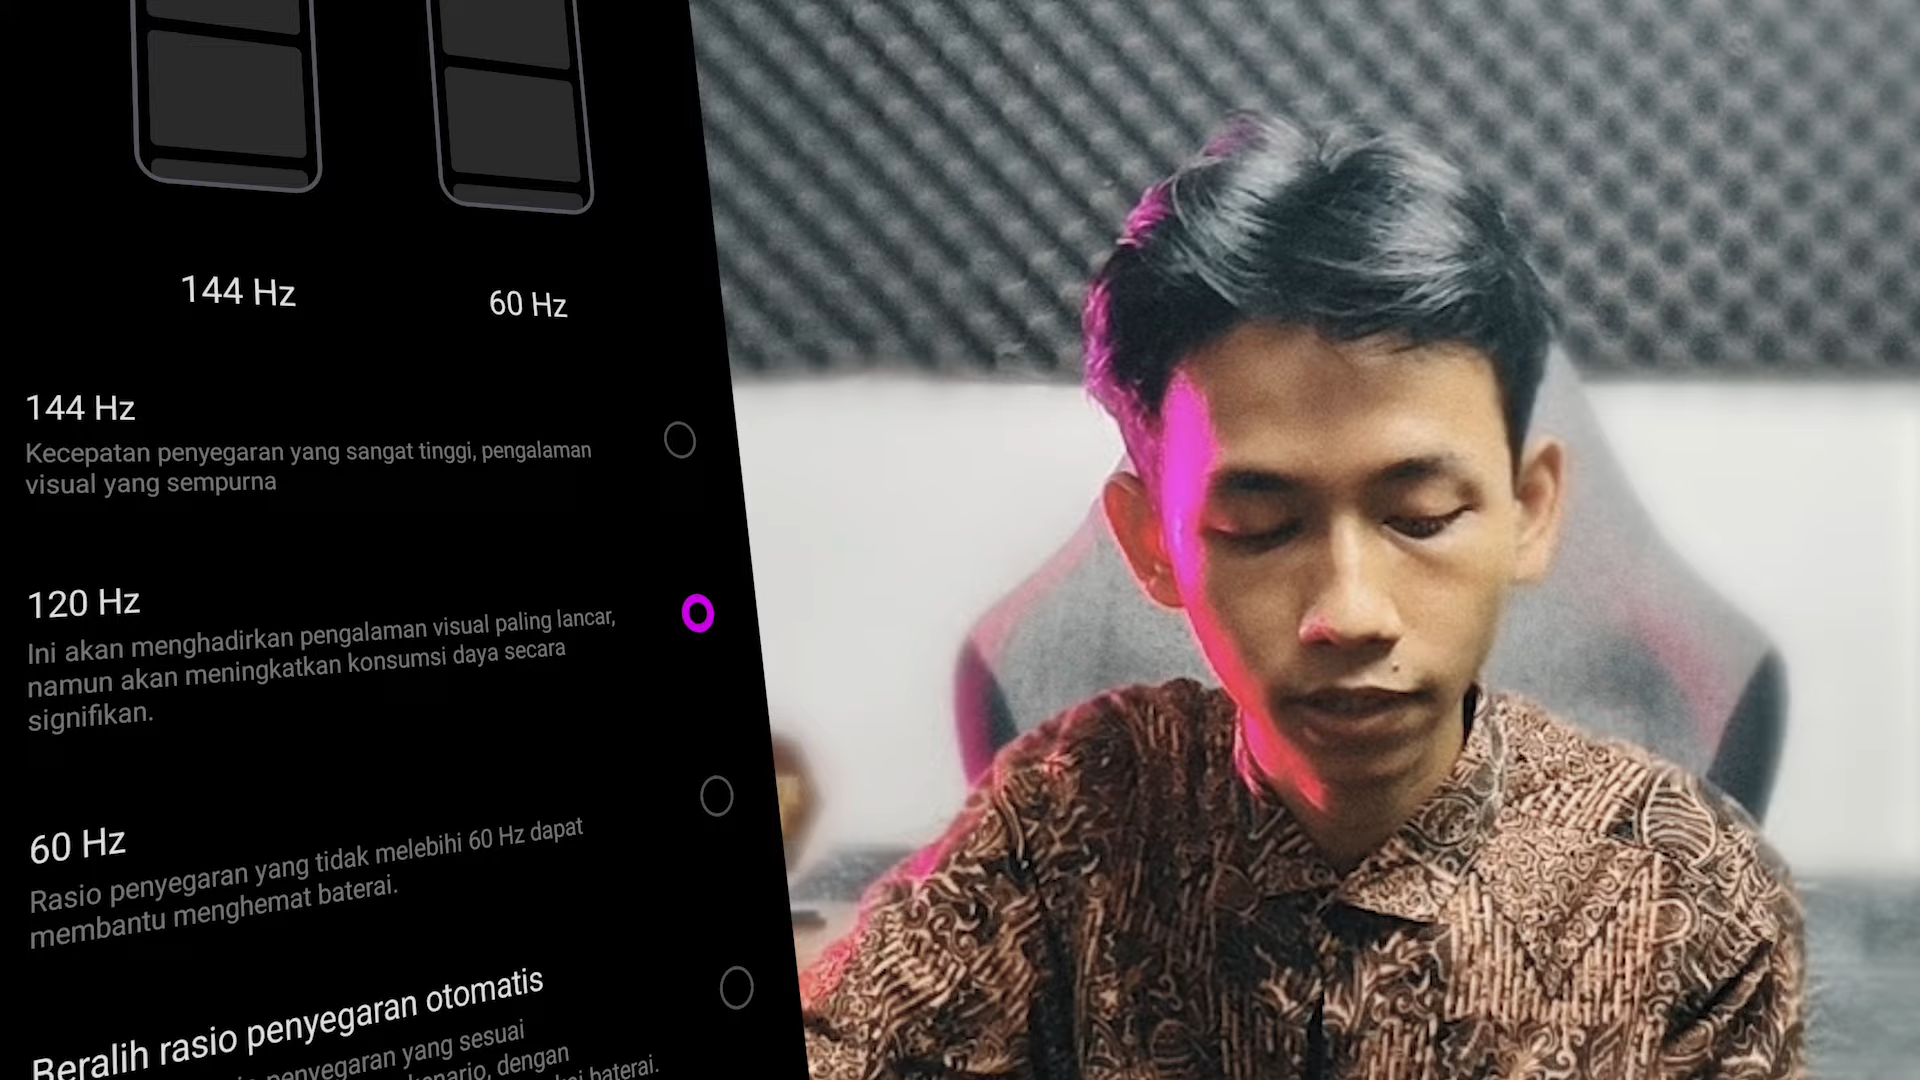 144 Hz
60 Hz
144 Hz
Kecepatan penyegaran yang sangat tinggi, pengalaman
visual yang sempurna
120 Hz
Ini akan menghadirkan pengalaman visual paling lancar,
namun akan meningkatkan konsumsi daya secara
signifikan.
60 Hz
Rasio penyegaran yang tidak melebihi 60 Hz dapat
membantu menghemat baterai.
Beralih rasio penyegaran otomatis
penyegaran yang sesuai
dengan
baterai.